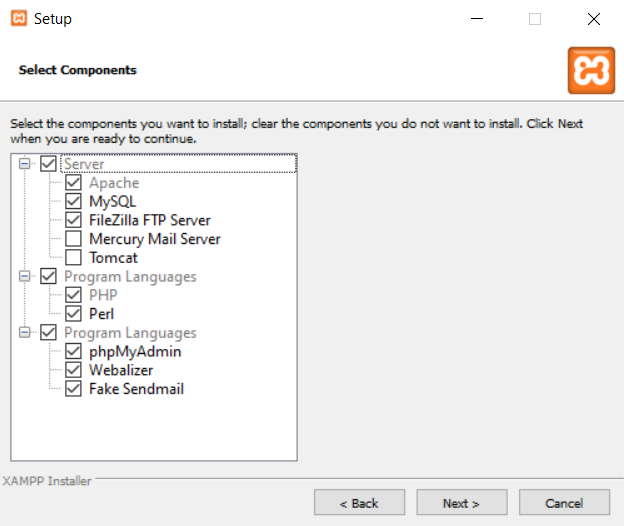 Setup
Select Components
Select the components you want to install; clear the components you do not want to install. Click Next
when you are ready to continue.
Server
Apache
MySQL
FileZilla FTP Server
Mercury Mail Server
Tomcat
Program Languages
PHP
Perl
Program Languages
phpMyAdmin
Webalizer
Fake Sendmail
XAMPP Installer
< Back
Next >
Cancel